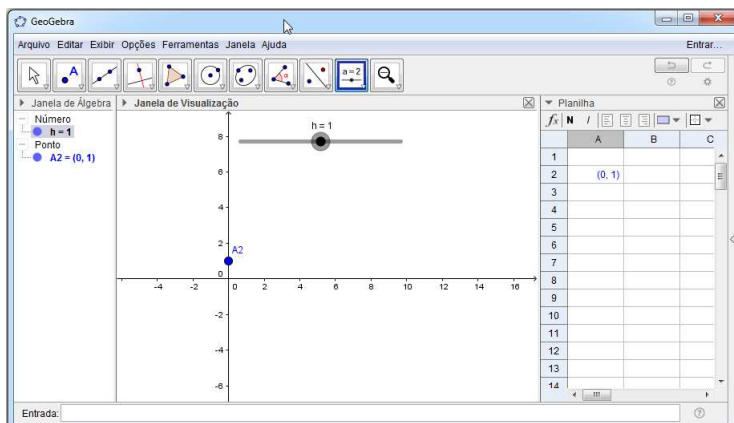 GeoGebra
Arquivo Editar Exibir Opções Ferramentas Janela Ajuda
Entrar...
A
a=2
Janela de Álgebra
Número
h = 1
Ponto
A2 = (0, 1)
Janela de Visualização
h = 1
A2
8
6
4
2
0
-2
-4
-6
-4 -2 0 2 4 6 8 10 12 14 16
Planilha
fx N I
A B C
1
2 (0, 1)
3
4
5
6
7
8
9
10
11
12
13
14
Entrada: